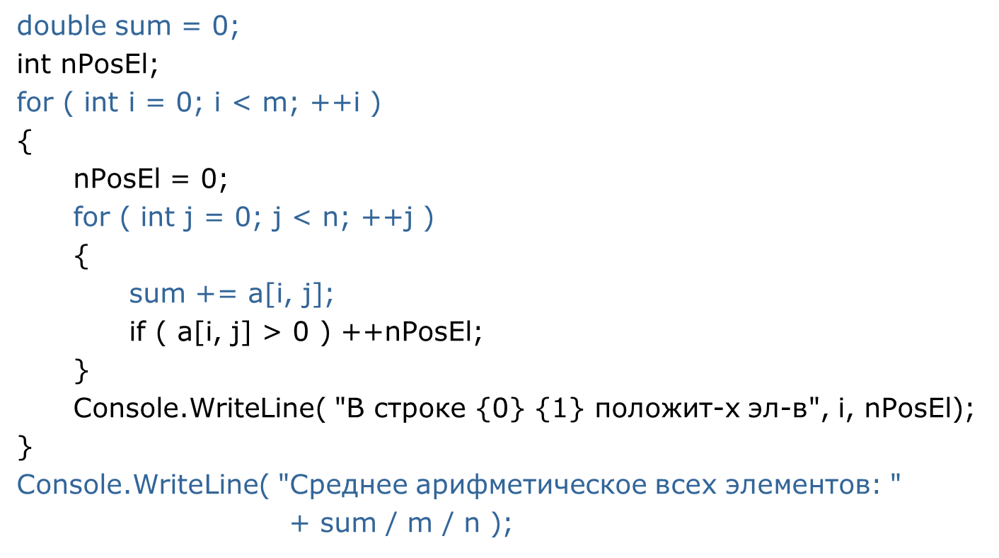 double sum = 0;
int nPosEl;
for ( int i = 0; i < m; ++i )
{
nPosEl = 0;
for ( int j = 0; j < n; ++j )
{
sum += a[i, j];
if ( a[i, j] > 0 ) ++nPosEl;
}
Console.WriteLine( "В строке {0} {1} положит-х эл-в", i, nPosEl);
}
Console.WriteLine( "Среднее арифметическое всех элементов: "
+ sum / m / n );